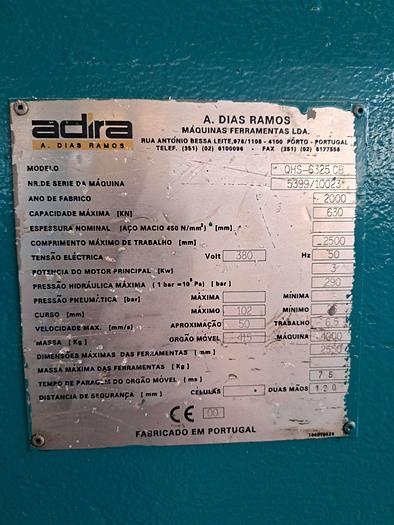 adira
A. DIAS RAMOS
A. DIAS RAMOS
MÁQUINAS FERRAMENTAS LDA.
RUA ANTÓNIO BESSA LEITE, 976/1106 - 4100 PÓRTO - PORTUGAL
TELEF. (351) (02) 6100096 - FAX (351) (02) 6177556
MODELO QHS-6325 CB
NR.DE SERIE DA MÁQUINA 5399/10023
ANO DE FABRICO 2000
CAPACIDADE MÁXIMA [KN] 630
ESPESSURA NOMINAL (AÇO MACIO 450 N/mm²) [mm]
COMPRIMENTO MÁXIMO DE TRABALHO [mm] 2500
TENSÃO ELÉCTRICA Volt 380 Hz 50
POTENCIA DO MOTOR PRINCIPAL [Kw] 3
PRESSÃO HIDRÁULICA MÁXIMA (1 bar = Pa) [bar] 290
PRESSÃO PNEUMÁTICA [bar] MÁXIMA MÍNIMA
CURSO [mm] MÁXIMO 102 MÍNIMO
VELOCIDADE MAX. [mm/s] APROXIMAÇÃO 50 TRABALHO 6.5
MASSA [Kg] ORGÃO MÓVEL 415 MÁQUINA 4000
DIMENSÕES MÁXIMAS DAS FERRAMENTAS [mm]
MASSA MÁXIMA DAS FERRAMENTAS [Kg]
TEMPO DE PARAGEM DO ORGÃO MÓVEL [ms] 75
DISTANCIA DE SEGURANÇA [mm] CELULAS DUAS MÃOS 120
CE 00
FABRICADO EM PORTUGAL